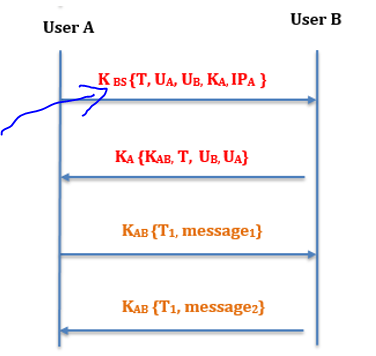 User A
User B
K BS {T, UA, UB, KA, IPA }
KA {KAB, T, UB, UA}
KAB {T1, message1}
KAB {T1, message2}